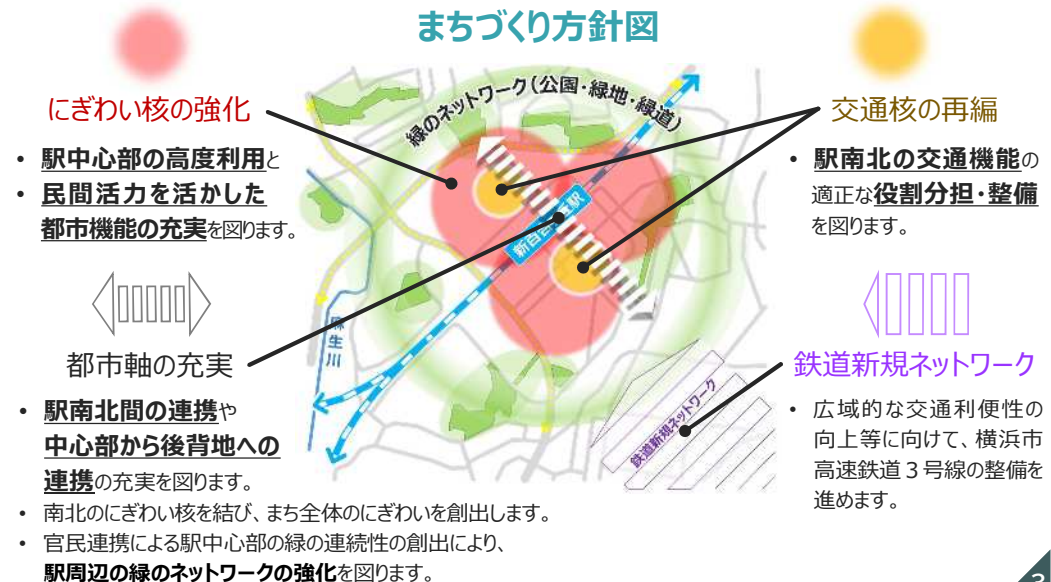 まちづくり方針図
にぎわい核の強化
• 駅中心部の高度利用と
• 民間活力を活かした
都市機能の充実を図ります。
都市軸の充実
• 駅南北間の連携や
中心部から後背地への
連携の充実を図ります。
• 南北のにぎわい核を結び、まち全体のにぎわいを創出します。
• 官民連携による駅中心部の緑の連続性の創出により、
駅周辺の緑のネットワークの強化を図ります。
緑のネットワーク(公園・緑地・緑道)
新百合ヶ丘駅
麻生川
鉄道新規ネットワーク
交通核の再編
• 駅南北の交通機能の
適正な役割分担・整備
を図ります。
鉄道新規ネットワーク
• 広域的な交通利便性の
向上等に向けて、横浜市
高速鉄道3号線の整備を
進めます。